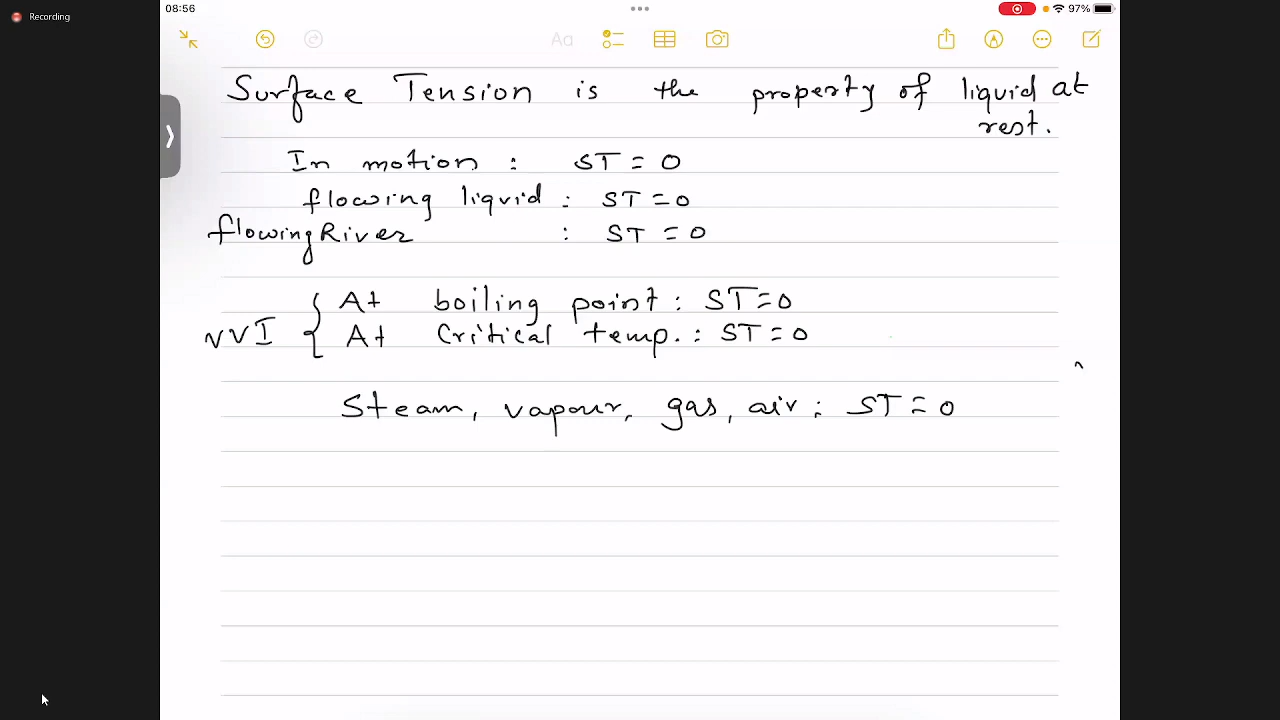 Recording
08:56
97%
Aa
Surface Tension is the property of liquid at
rest.
In motion : ST = 0
flowing liquid : ST = 0
flowing River : ST = 0
At boiling point : ST = 0
VVI
At Critical temp. : ST = 0
Steam, vapour, gas, air : ST = 0